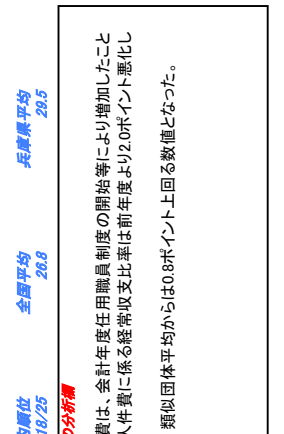 内順位
18/25
全国平均
26.8
兵庫県平均
29.5
の分析欄
費は、会計年度任用職員制度の開始等により増加したこと
人件費に係る経常収支比率は前年度より2.0ポイント悪化し
類似団体平均からは0.8ポイント上回る数値となった。